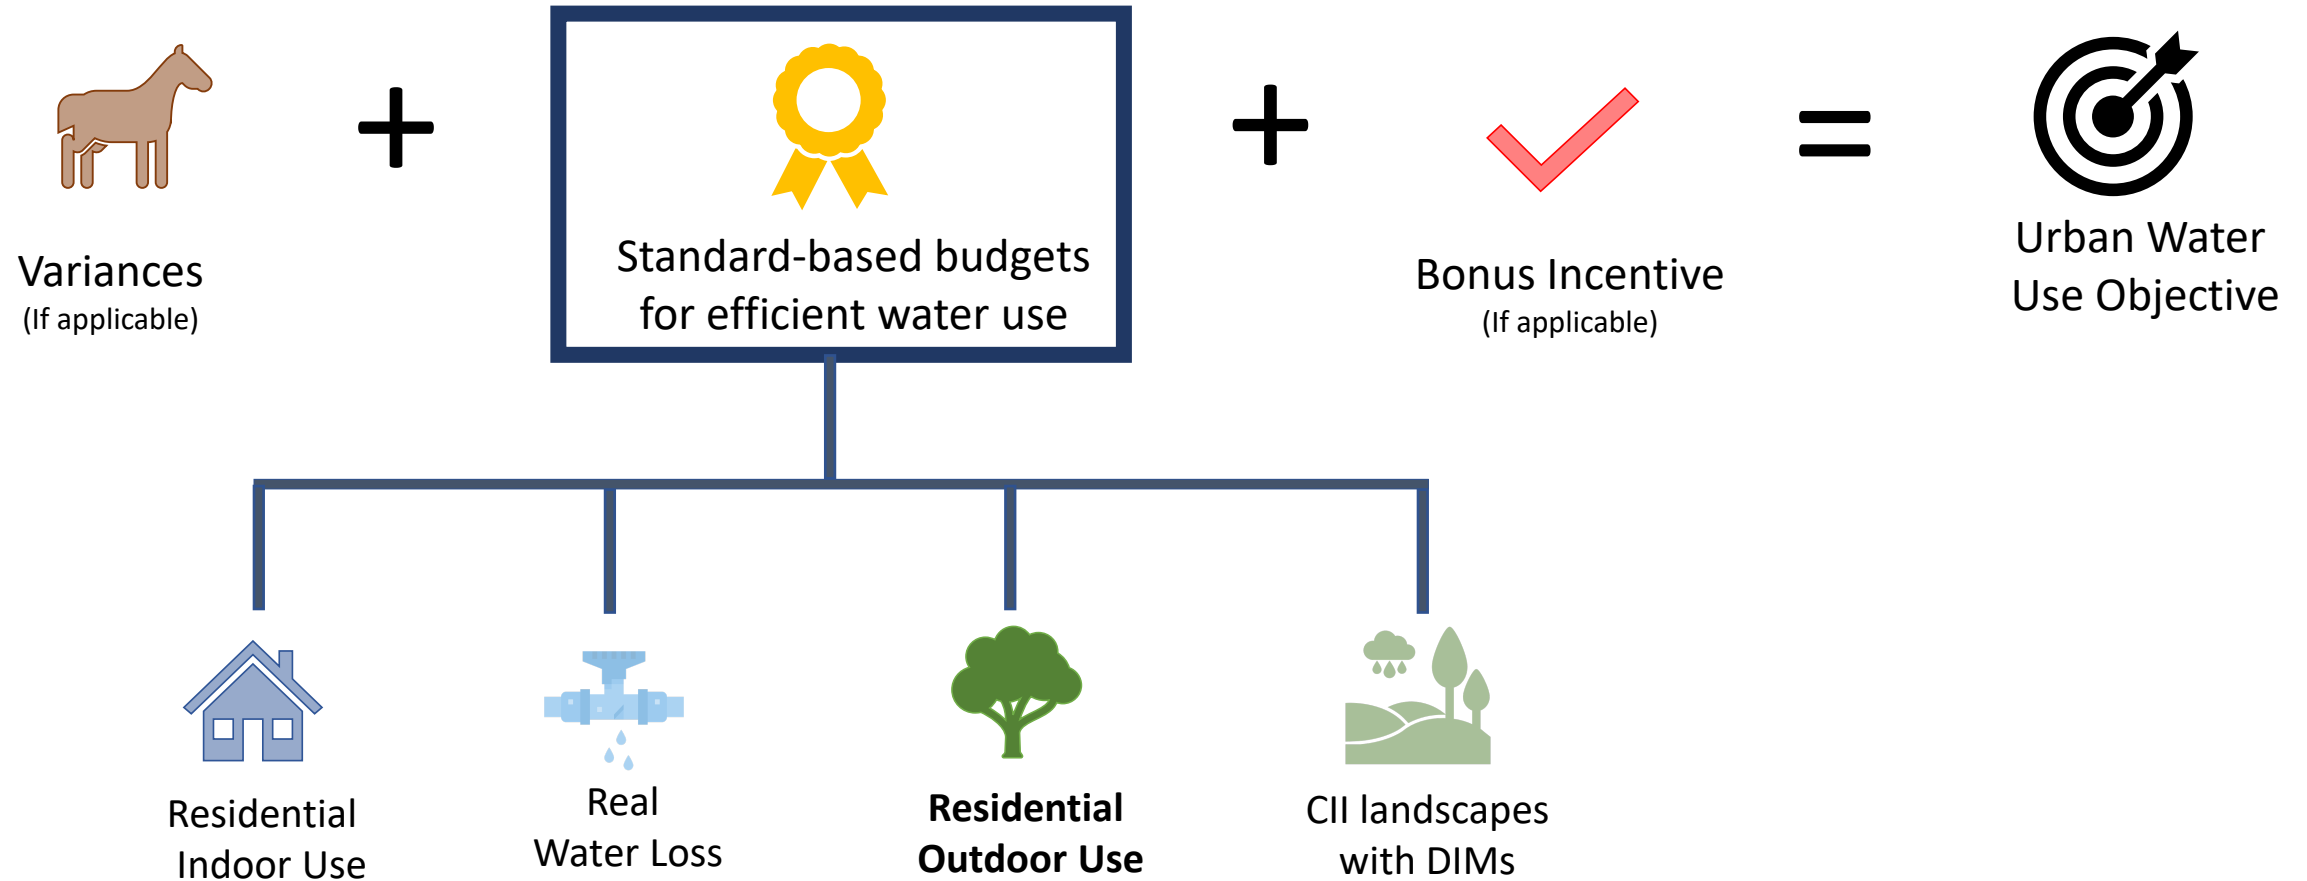 Variances
(If applicable)
+
Standard-based budgets
for efficient water use
+
Bonus Incentive
(If applicable)
=
Urban Water
Use Objective
Residential
Indoor Use
Real
Water Loss
Residential
Outdoor Use
CII landscapes
with DIMs